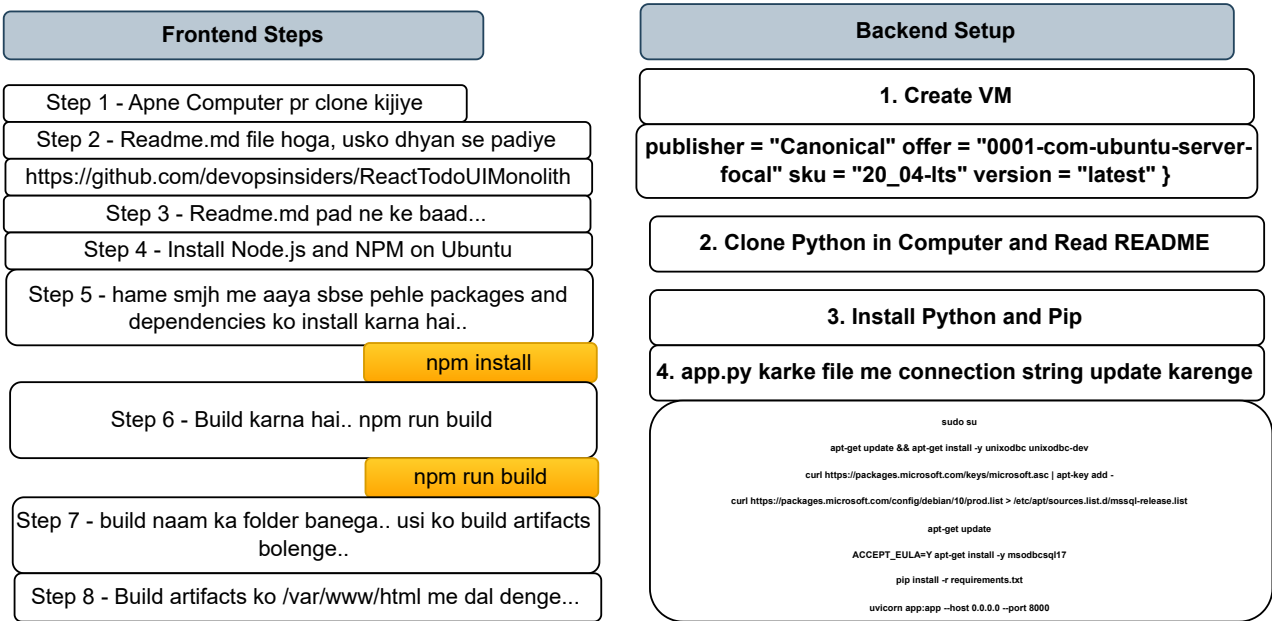 Frontend Steps
Step 1 - Apne Computer pr clone kijiye
Step 2 - Readme.md file hoga, usko dhyan se padiye
https://github.com/devopsinsiders/ReactTodoUIMonolith
Step 3 - Readme.md pad ne ke baad...
Step 4 - Install Node.js and NPM on Ubuntu
Step 5 - hame smjh me aaya sbse pehle packages and
dependencies ko install karna hai..
npm install
Step 6 - Build karna hai.. npm run build
npm run build
Step 7 - build naam ka folder banega.. usi ko build artifacts
bolenge..
Step 8 - Build artifacts ko /var/www/html me dal denge...
Backend Setup
1. Create VM
publisher = "Canonical" offer = "0001-com-ubuntu-server-
focal" sku = "20_04-lts" version = "latest" }
2. Clone Python in Computer and Read README
3. Install Python and Pip
4. app.py karke file me connection string update karenge
sudo su
apt-get update && apt-get install -y unixodbc unixodbc-dev
curl https://packages.microsoft.com/keys/microsoft.asc | apt-key add -
curl https://packages.microsoft.com/config/debian/10/prod.list > /etc/apt/sources.list.d/mssql-release.list
apt-get update
ACCEPT_EULA=Y apt-get install -y msodbcsql17
pip install -r requirements.txt
uvicorn app:app --host 0.0.0.0 --port 8000